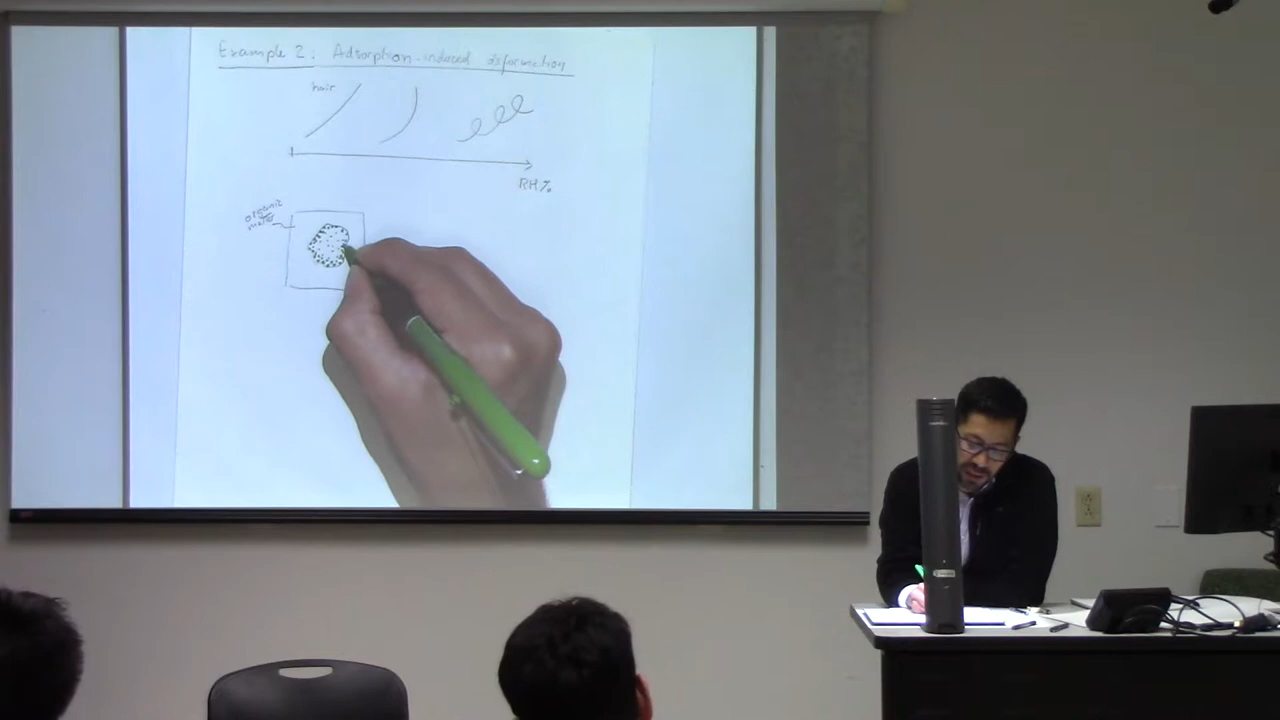 Example 2: Adsorption-induced deformation
hair
RH%
organic
matter